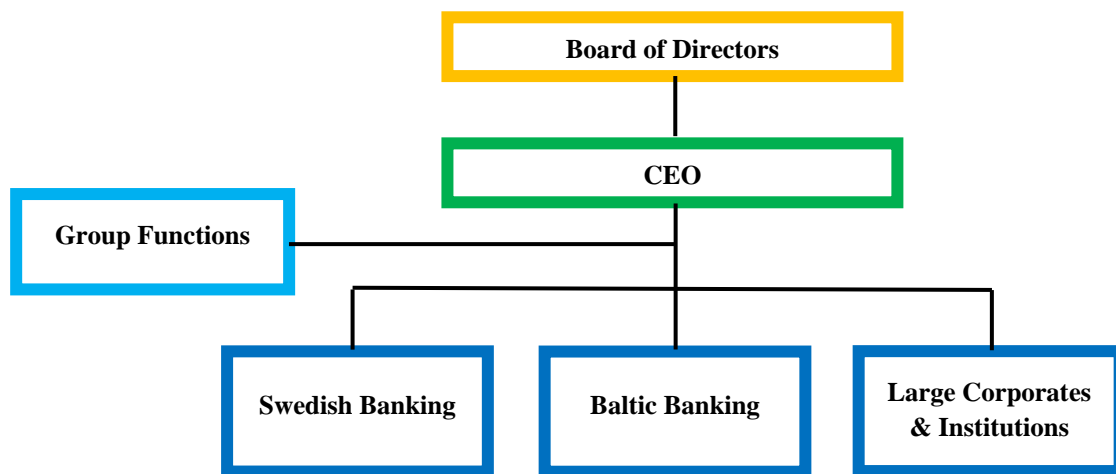 Board of Directors
CEO
Group Functions
Swedish Banking
Baltic Banking
Large Corporates
& Institutions